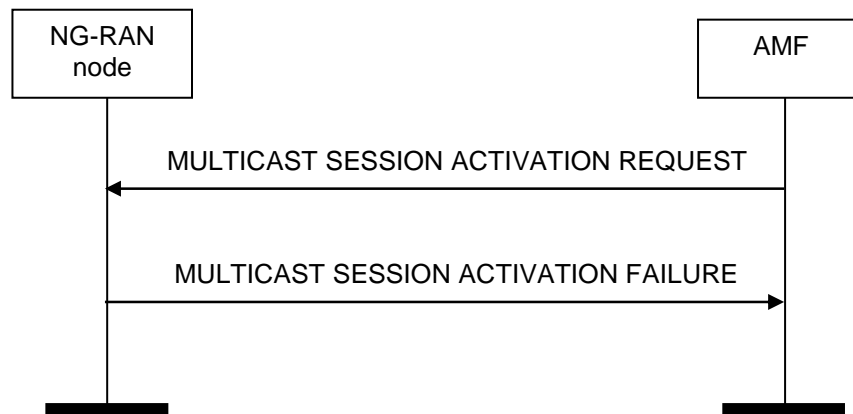 NG-RAN
node
AMF
MULTICAST SESSION ACTIVATION REQUEST
MULTICAST SESSION ACTIVATION FAILURE